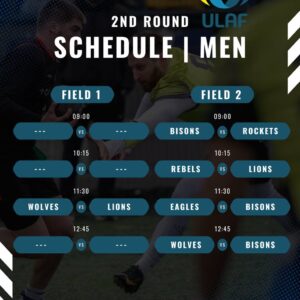 ULAF
2ND ROUND
SCHEDULE | MEN
FIELD 1 FIELD 2
09:00 09:00
--- VS --- BISONS VS ROCKETS
10:15 10:15
--- VS --- REBELS VS LIONS
11:30 11:30
WOLVES VS LIONS EAGLES VS BISONS
12:45 12:45
--- VS --- WOLVES VS BISONS